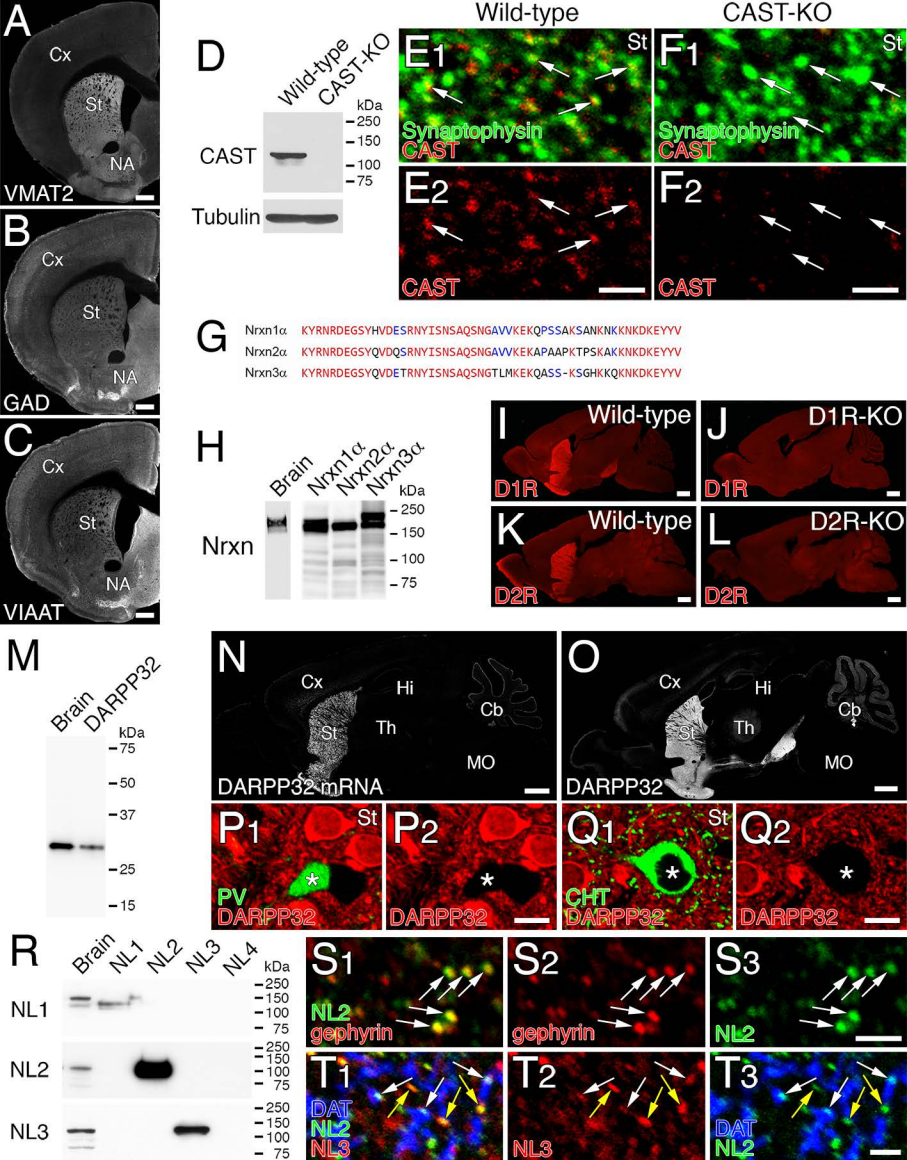 A
Cx
St
NA
VMAT2
B
Cx
St
NA
GAD
C
Cx
St
NA
VIAAT
D
Wild-type
CAST-KO
kDa
250
150
100
75
CAST
Tubulin
Wild-type
CAST-KO
E1
St
Synaptophysin
CAST
F1
St
Synaptophysin
CAST
E2
CAST
F2
CAST
G
Nrxn1α KYRNRDEGSYHVDESRNYISNSAQSNGAVVKEKQPSSAKSANKNKKNKDKEYYV
Nrxn2α KYRNRDEGSYQVDQSRNYISNSAQSNGAVVKEKAPAAPKTPSKAKKNKDKEYYV
Nrxn3α KYRNRDEGSYQVDETRNYISNSAQSNGTLMKEKQASS-KSGHKKQKNKDKEYYV
H
Brain
Nrxn1α
Nrxn2α
Nrxn3α
kDa
250
150
100
75
Nrxn
I
Wild-type
D1R
J
D1R-KO
D1R
K
Wild-type
D2R
L
D2R-KO
D2R
M
Brain
DARPP32
kDa
75
50
37
25
15
N
Cx
Hi
St
Th
Cb
MO
DARPP32 mRNA
O
Cx
Hi
St
Th
Cb
MO
DARPP32
P1
St
*
PV
DARPP32
P2
*
DARPP32
Q1
St
*
CHT
DARPP32
Q2
*
DARPP32
R
Brain
NL1
NL2
NL3
NL4
kDa
NL1
250
150
100
75
NL2
250
150
100
75
NL3
250
150
100
75
S1
NL2
gephyrin
S2
gephyrin
S3
NL2
T1
DAT
NL2
NL3
T2
NL3
T3
DAT
NL2